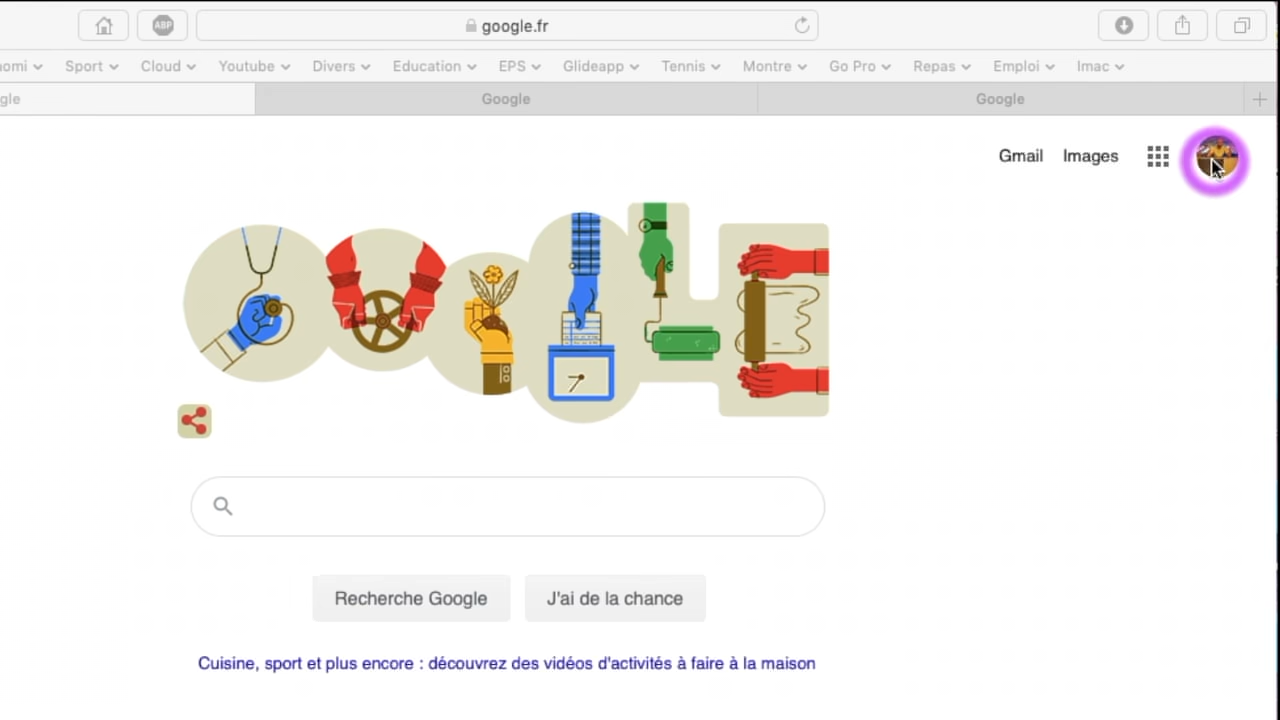 ABP
google.fr
omi Sport Cloud Youtube Divers Education EPS Glideapp Tennis Montre Go Pro Repas Emploi Imac
gle Google Google
Gmail Images
Recherche Google J'ai de la chance
Cuisine, sport et plus encore : découvrez des vidéos d'activités à faire à la maison